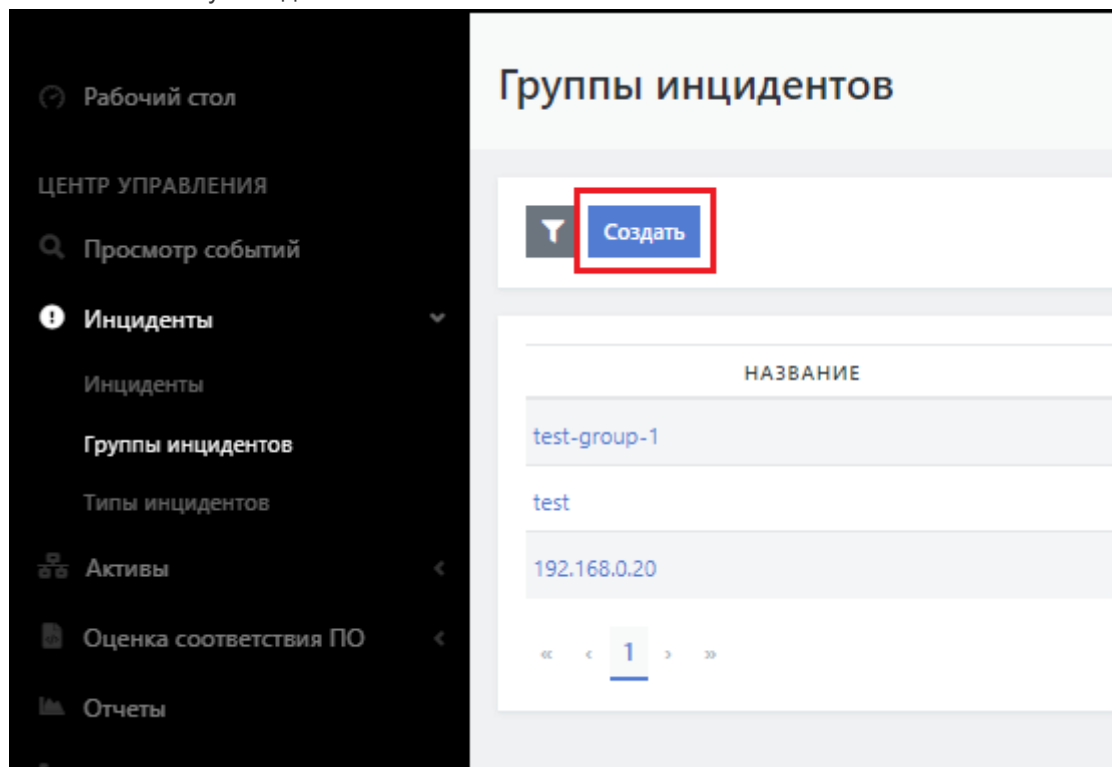 Рабочий стол
ЦЕНТР УПРАВЛЕНИЯ
Просмотр событий
Инциденты
Инциденты
Группы инцидентов
Типы инцидентов
Активы
Оценка соответствия ПО
Отчеты
Группы инцидентов
Создать
НАЗВАНИЕ
test-group-1
test
192.168.0.20
« ‹ 1 › »